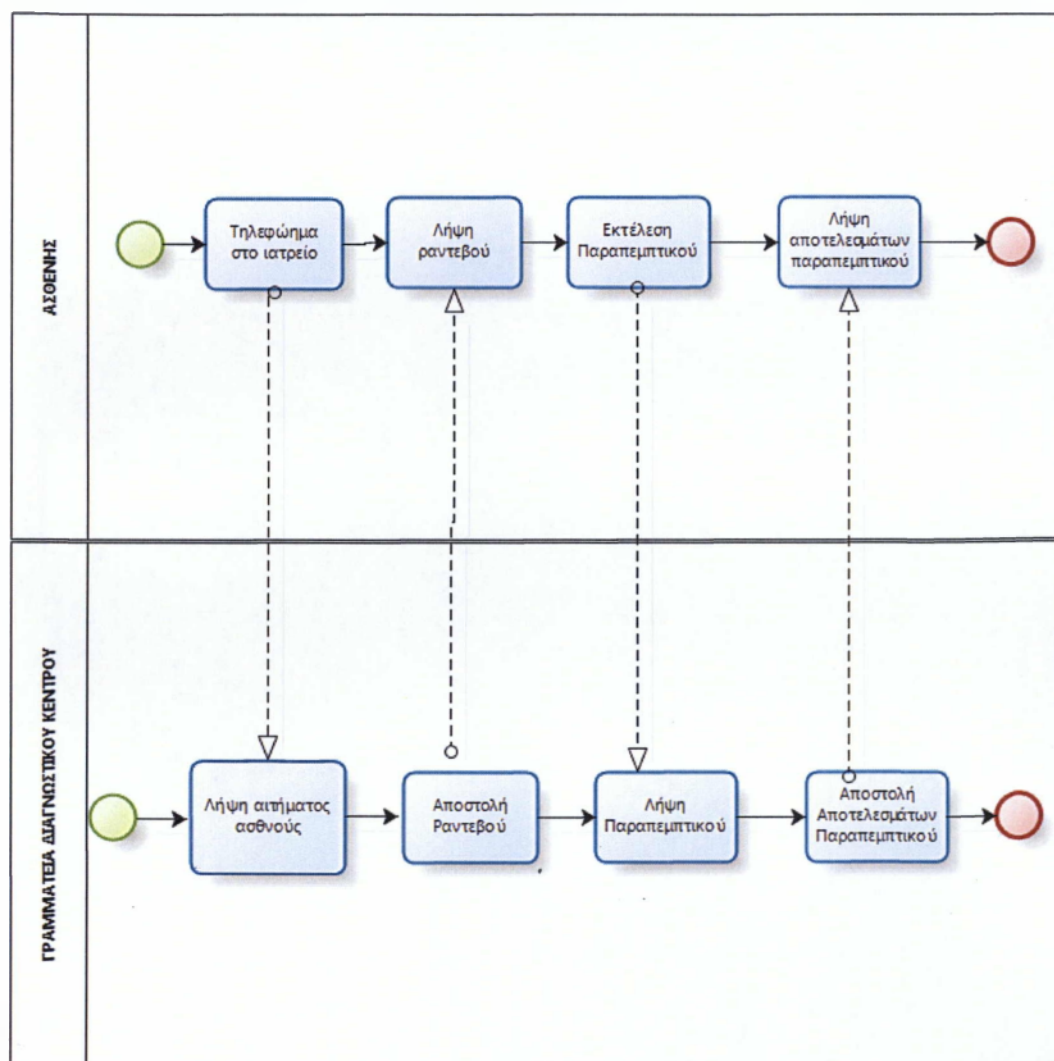 ΑΣΘΕΝΗΣ
Τηλεφώημα
στο ιατρείο
Λήψη
ραντεβού
Εκτέλεση
Παραπεμπτικού
Λήψη
αποτελεσμάτων
παραπεμπτικού
ΓΡΑΜΜΑΤΕΙΑ ΔΙΑΓΝΩΣΤΙΚΟΥ ΚΕΝΤΡΟΥ
Λήψη αιτήματος
ασθνούς
Αποστολή
Ραντεβού
Λήψη
Παραπεμπτικού
Αποστολή
Αποτελεσμάτων
Παραπεμπτικού